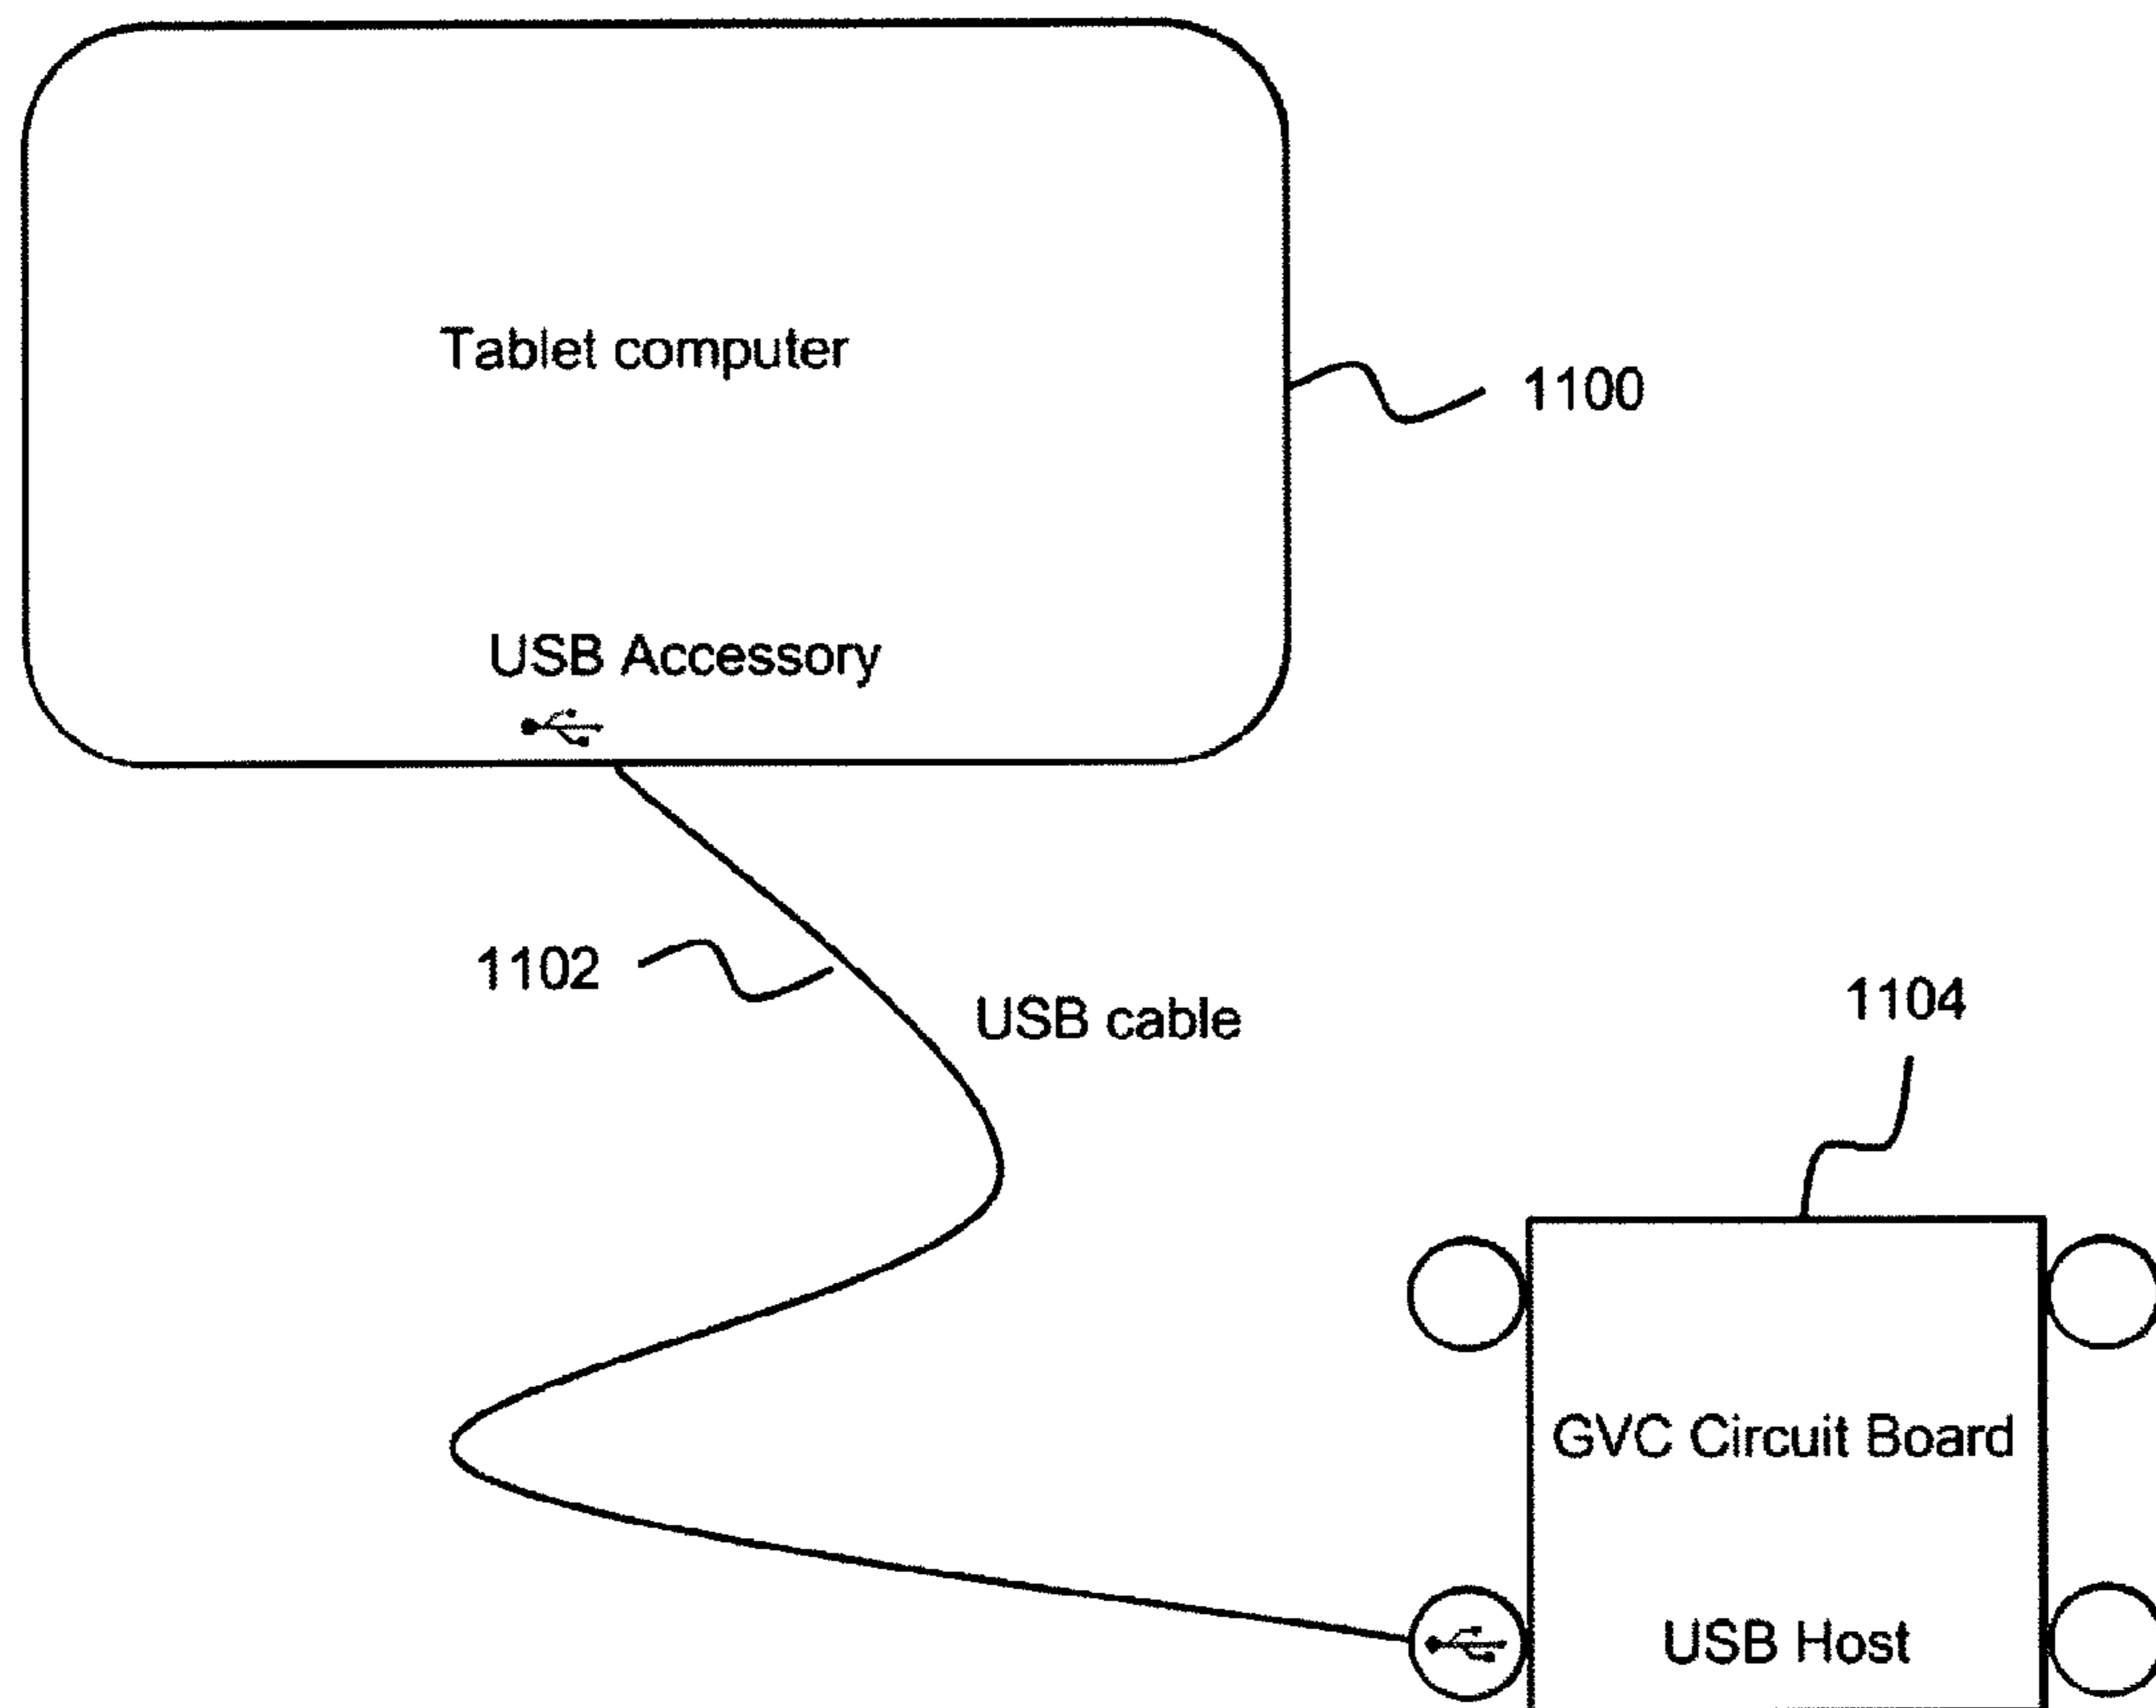 Tablet computer
1100
USB Accessory
1102
USB cable
1104
GVC Circuit Board
USB Host